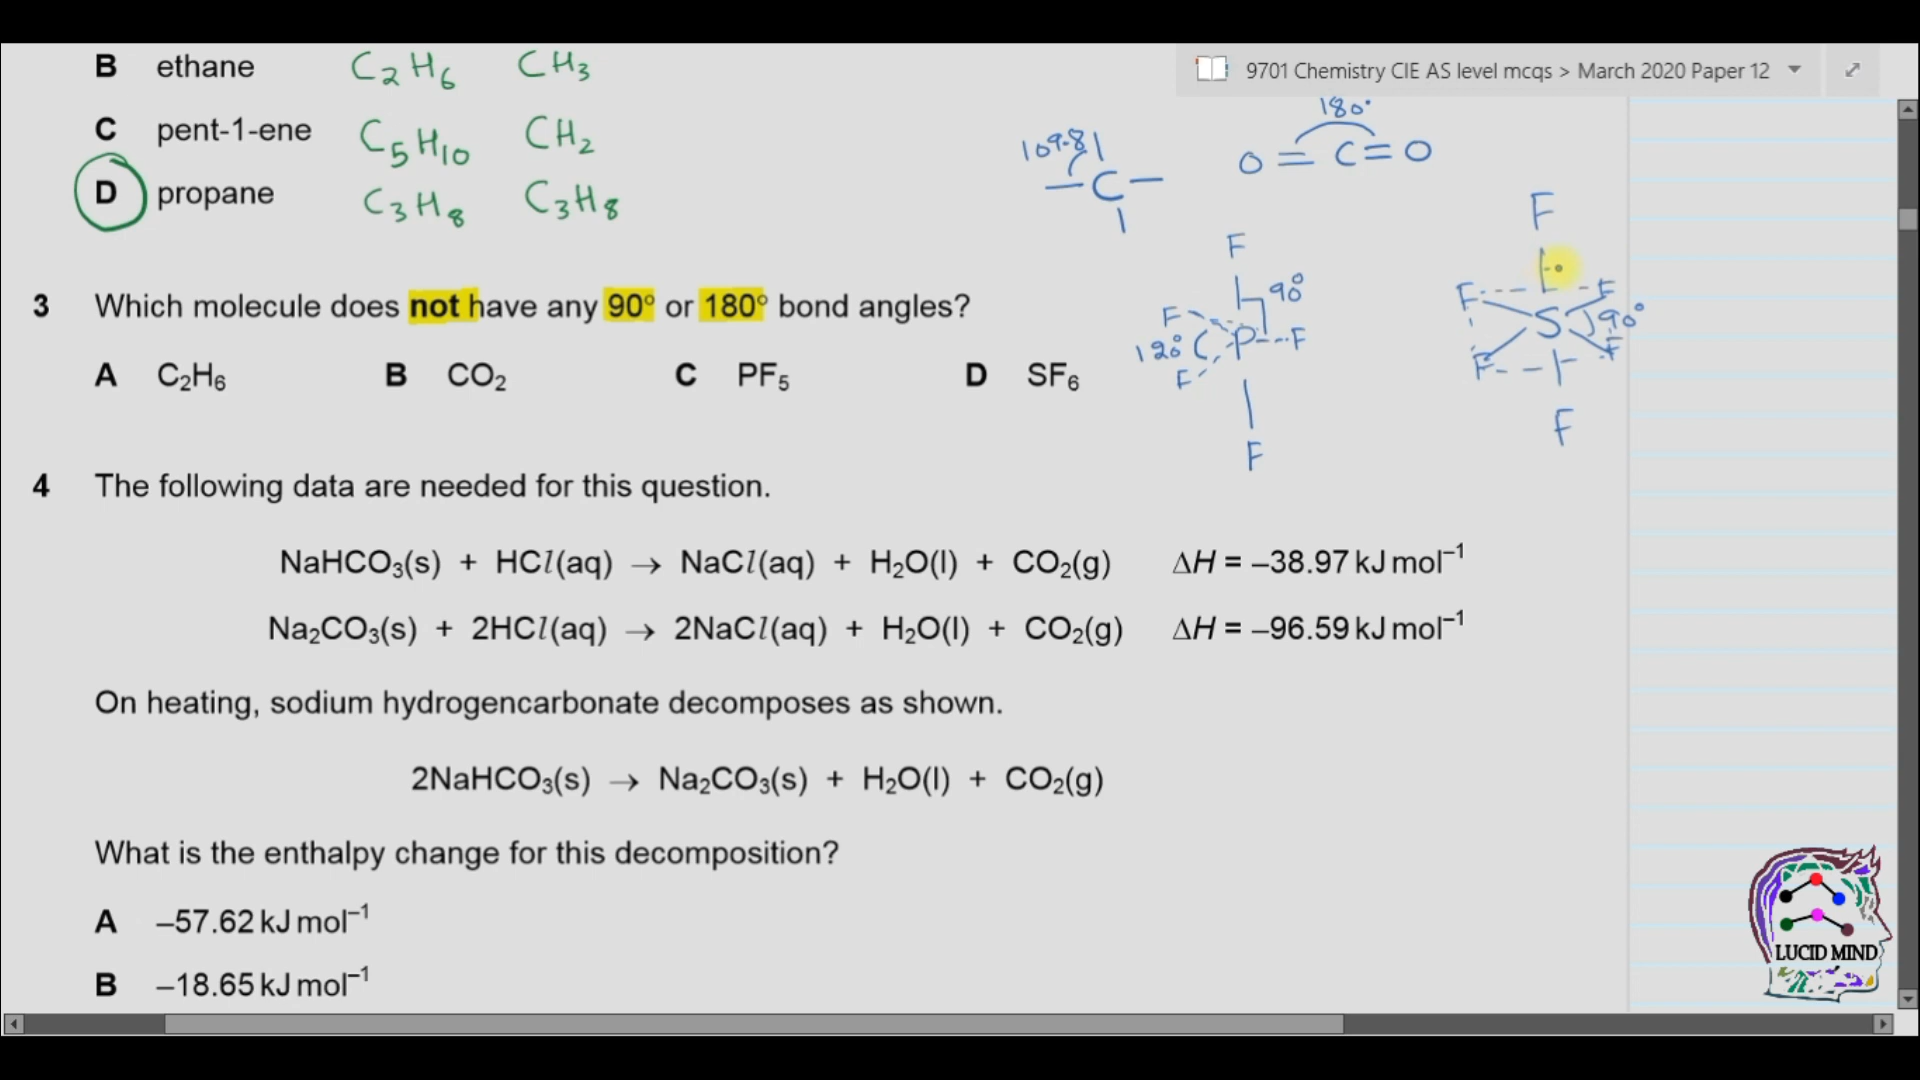 B ethane C₂H₆ CH₃
9701 Chemistry CIE AS level mcqs > March 2020 Paper 12
C pent-1-ene C₅H₁₀ CH₂
D propane C₃H₈ C₃H₈
109.8
C
180°
O = C = O
F
90°
F
120°
P
F
F
F
F
F
F
S
90°
F
F
F
3 Which molecule does not have any 90° or 180° bond angles?
A C₂H₆ B CO₂ C PF₅ D SF₆
4 The following data are needed for this question.
NaHCO₃(s) + HCl(aq) → NaCl(aq) + H₂O(l) + CO₂(g) ΔH = –38.97 kJ mol⁻¹
Na₂CO₃(s) + 2HCl(aq) → 2NaCl(aq) + H₂O(l) + CO₂(g) ΔH = –96.59 kJ mol⁻¹
On heating, sodium hydrogencarbonate decomposes as shown.
2NaHCO₃(s) → Na₂CO₃(s) + H₂O(l) + CO₂(g)
What is the enthalpy change for this decomposition?
A –57.62 kJ mol⁻¹
B –18.65 kJ mol⁻¹
LUCID MIND